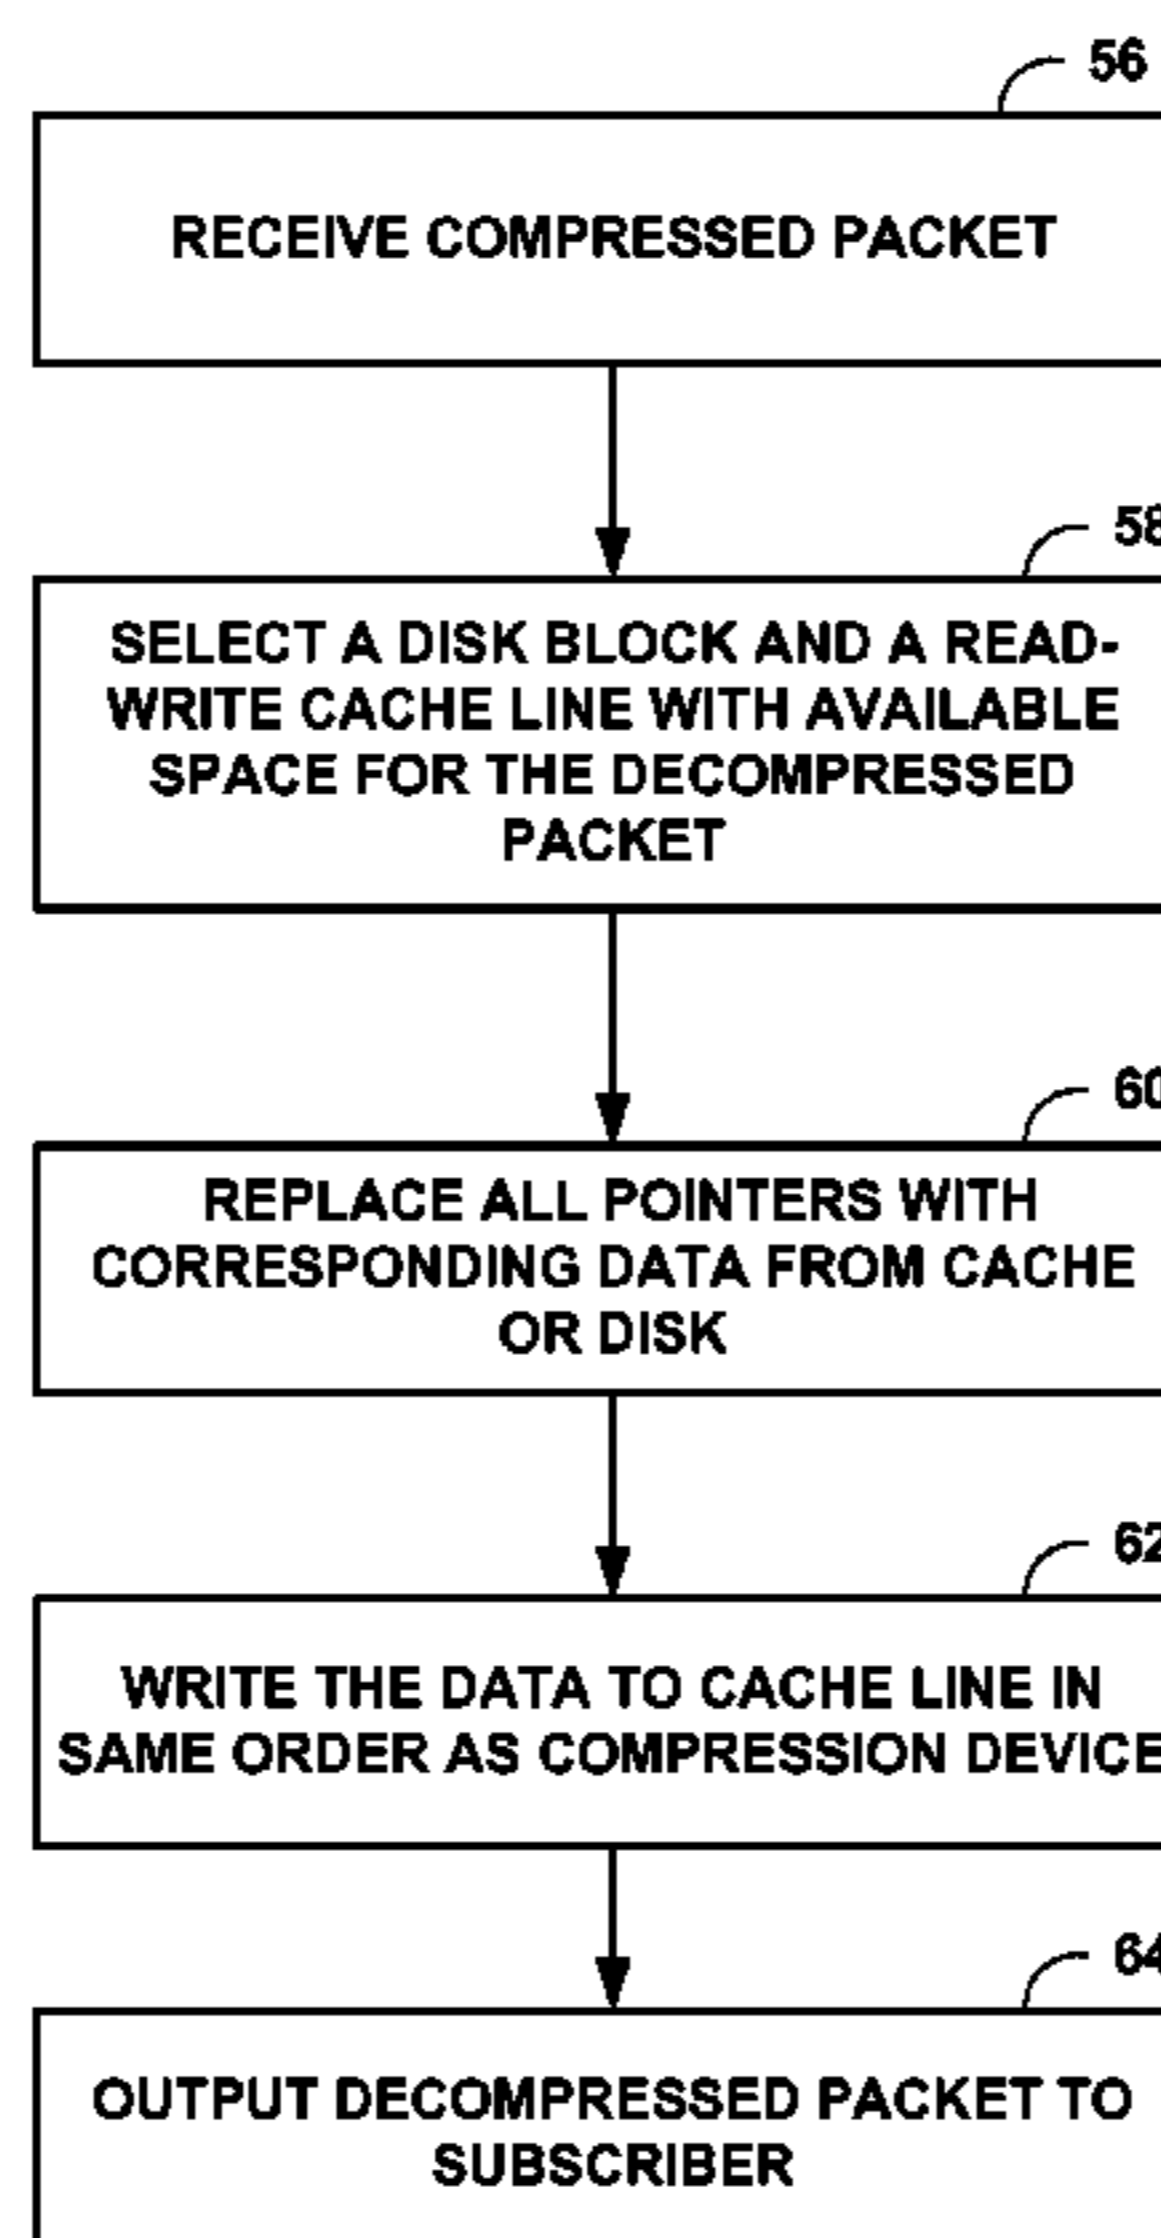 56
RECEIVE COMPRESSED PACKET
58
SELECT A DISK BLOCK AND A READ-
WRITE CACHE LINE WITH AVAILABLE
SPACE FOR THE DECOMPRESSED
PACKET
60
REPLACE ALL POINTERS WITH
CORRESPONDING DATA FROM CACHE
OR DISK
62
WRITE THE DATA TO CACHE LINE IN
SAME ORDER AS COMPRESSION DEVICE
64
OUTPUT DECOMPRESSED PACKET TO
SUBSCRIBER